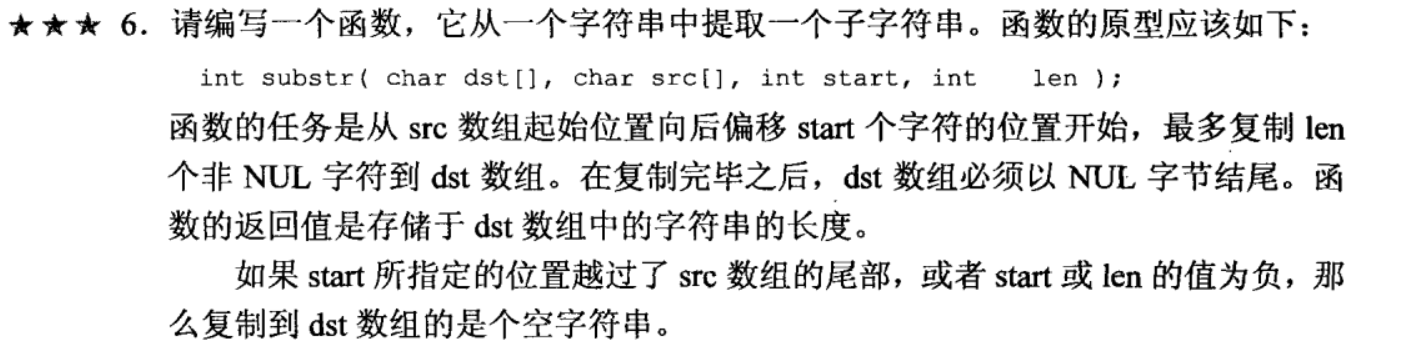 ★★★ 6. 请编写一个函数，它从一个字符串中提取一个子字符串。函数的原型应该如下：
int substr( char dst[], char src[], int start, int len );
函数的任务是从 src 数组起始位置向后偏移 start 个字符的位置开始，最多复制 len
个非 NUL 字符到 dst 数组。在复制完毕之后，dst 数组必须以 NUL 字节结尾。函
数的返回值是存储于 dst 数组中的字符串的长度。
如果 start 所指定的位置越过了 src 数组的尾部，或者 start 或 len 的值为负，那
么复制到 dst 数组的是个空字符串。